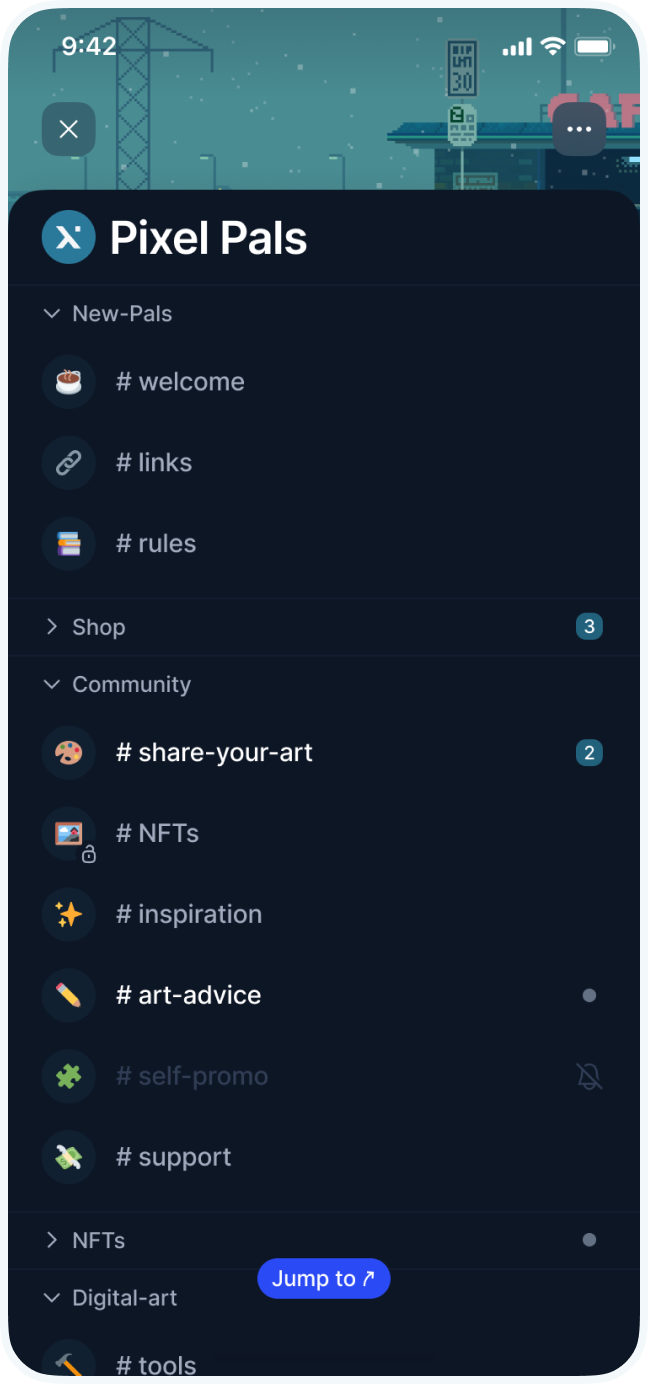 9:42
Pixel Pals
New-Pals
# welcome
# links
# rules
Shop 3
Community
# share-your-art 2
# NFTs
# inspiration
# art-advice
# self-promo
# support
NFTs
Jump to ↗
Digital-art
# tools